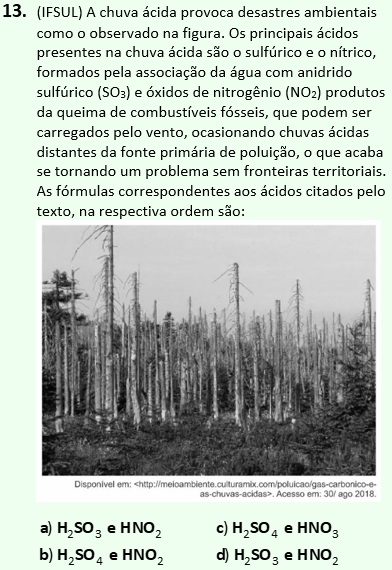 13. (IFSUL) A chuva ácida provoca desastres ambientais
como o observado na figura. Os principais ácidos
presentes na chuva ácida são o sulfúrico e o nítrico,
formados pela associação da água com anidrido
sulfúrico (SO₃) e óxidos de nitrogênio (NO₂) produtos
da queima de combustíveis fósseis, que podem ser
carregados pelo vento, ocasionando chuvas ácidas
distantes da fonte primária de poluição, o que acaba
se tornando um problema sem fronteiras territoriais.
As fórmulas correspondentes aos ácidos citados pelo
texto, na respectiva ordem são:
Disponível em: <http://meioambiente.culturamix.com/poluicao/gas-carbonico-e-
as-chuvas-acidas>. Acesso em: 30/ ago 2018.
a) H₂SO₃ e HNO₂ c) H₂SO₄ e HNO₃
b) H₂SO₄ e HNO₂ d) H₂SO₃ e HNO₂